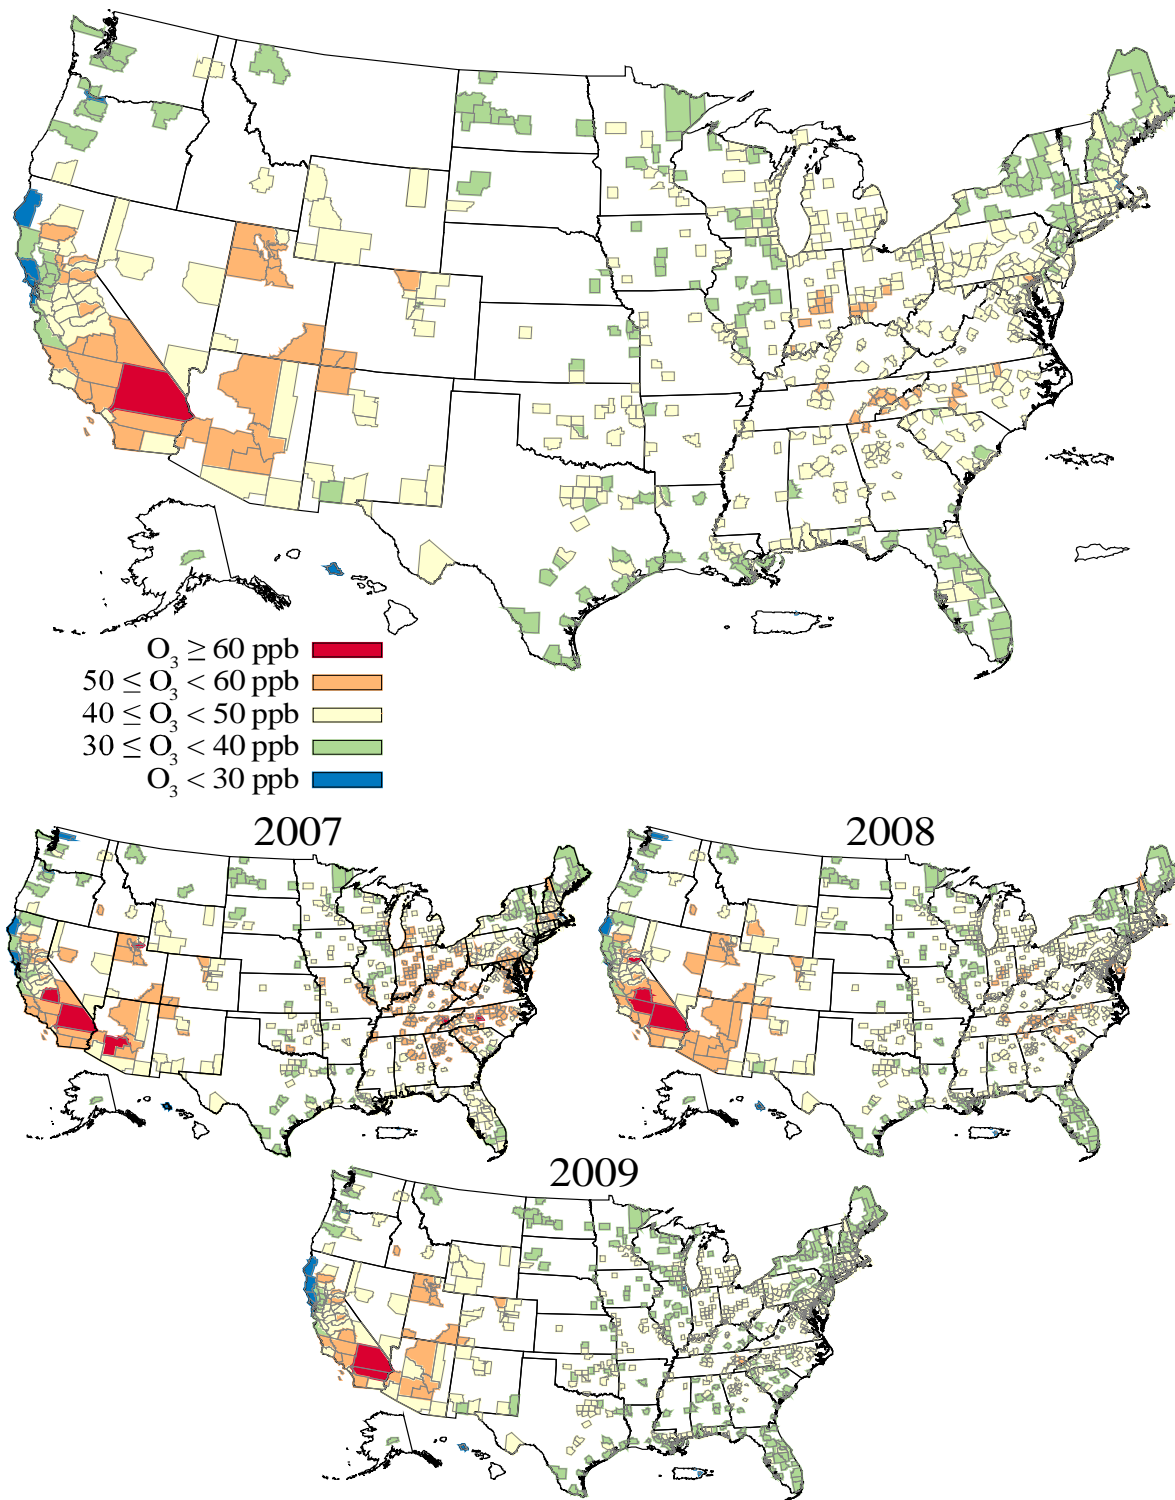 O₃ ≥ 60 ppb
50 ≤ O₃ < 60 ppb
40 ≤ O₃ < 50 ppb
30 ≤ O₃ < 40 ppb
O₃ < 30 ppb
2007
2008
2009